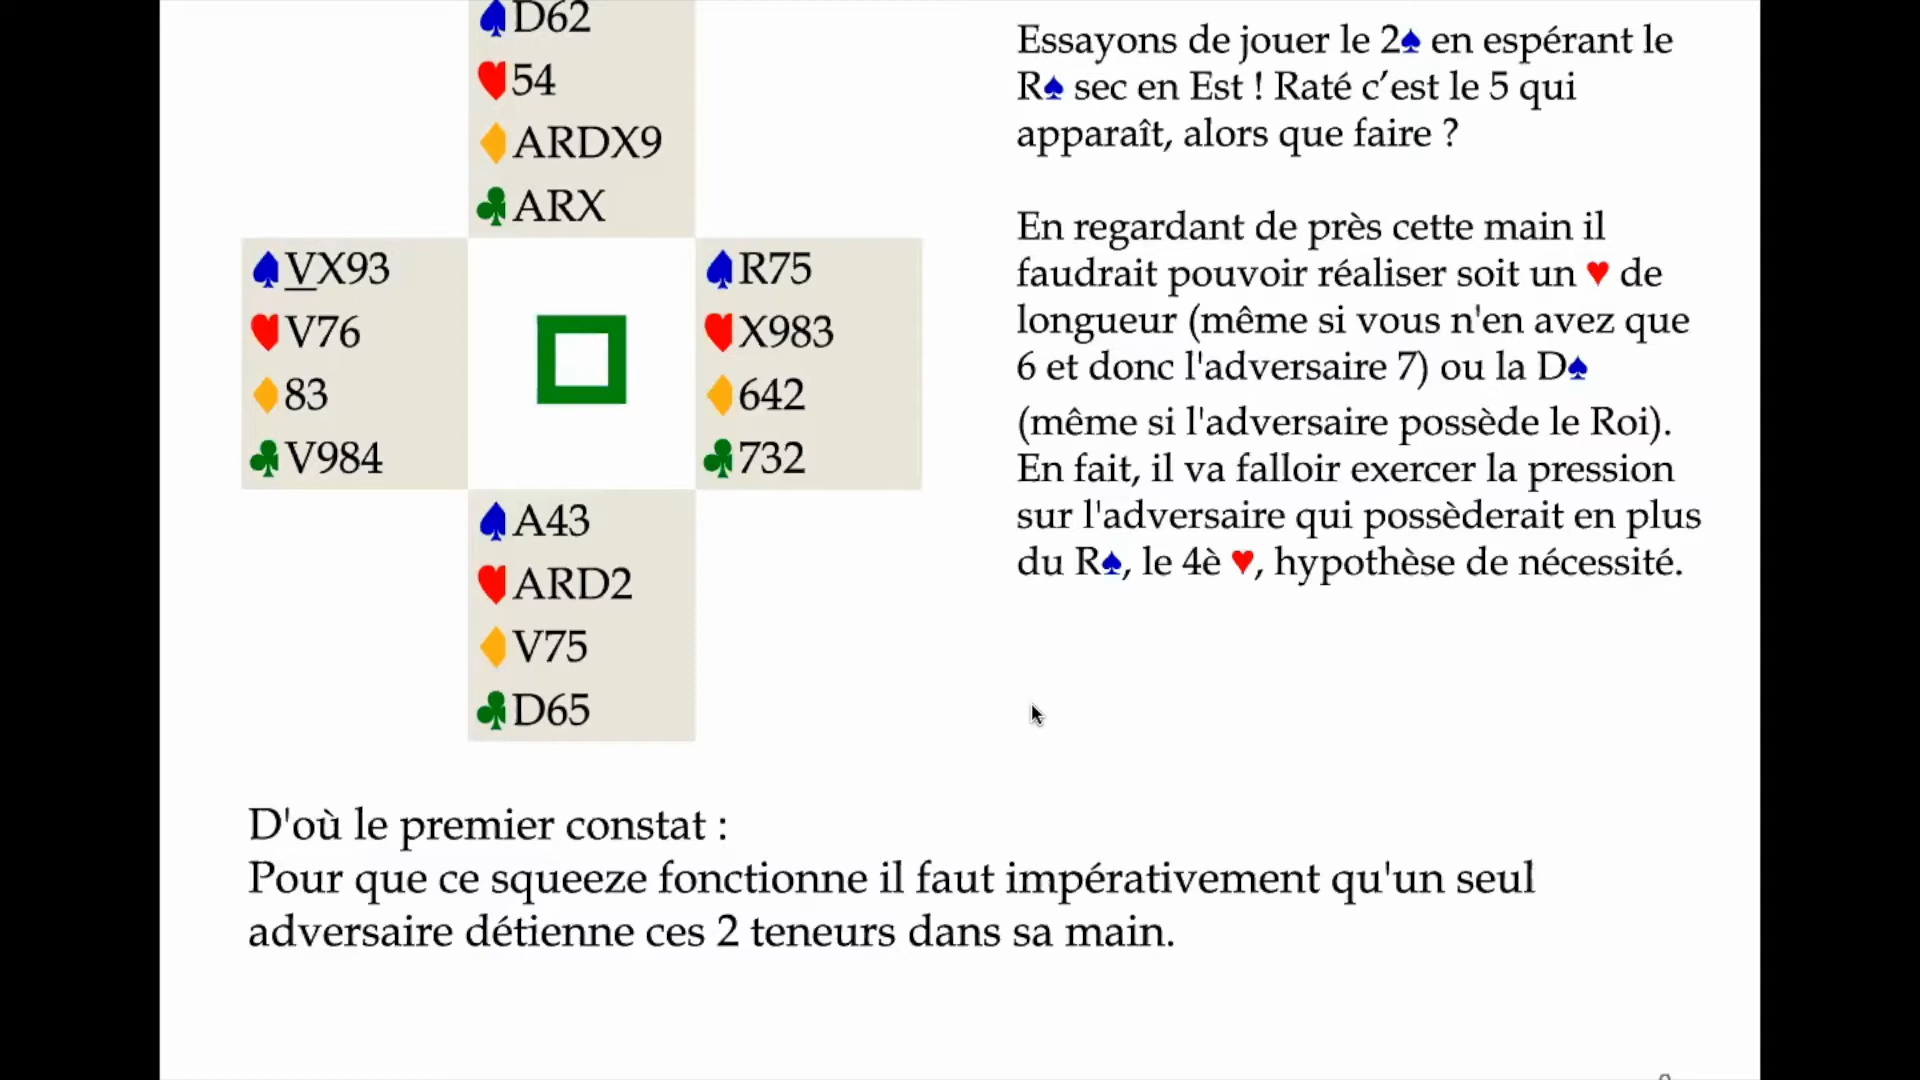 ♠D62
♥54
♦ARDX9
♣ARX
♠VX93
♥V76
♦83
♣V984
♠R75
♥X983
♦642
♣732
♠A43
♥ARD2
♦V75
♣D65
Essayons de jouer le 2♠ en espérant le
R♠ sec en Est ! Raté c’est le 5 qui
apparaît, alors que faire ?
En regardant de près cette main il
faudrait pouvoir réaliser soit un ♥ de
longueur (même si vous n'en avez que
6 et donc l'adversaire 7) ou la D♠
(même si l'adversaire possède le Roi).
En fait, il va falloir exercer la pression
sur l'adversaire qui possèderait en plus
du R♠, le 4è ♥, hypothèse de nécessité.
D'où le premier constat :
Pour que ce squeeze fonctionne il faut impérativement qu'un seul
adversaire détienne ces 2 teneurs dans sa main.